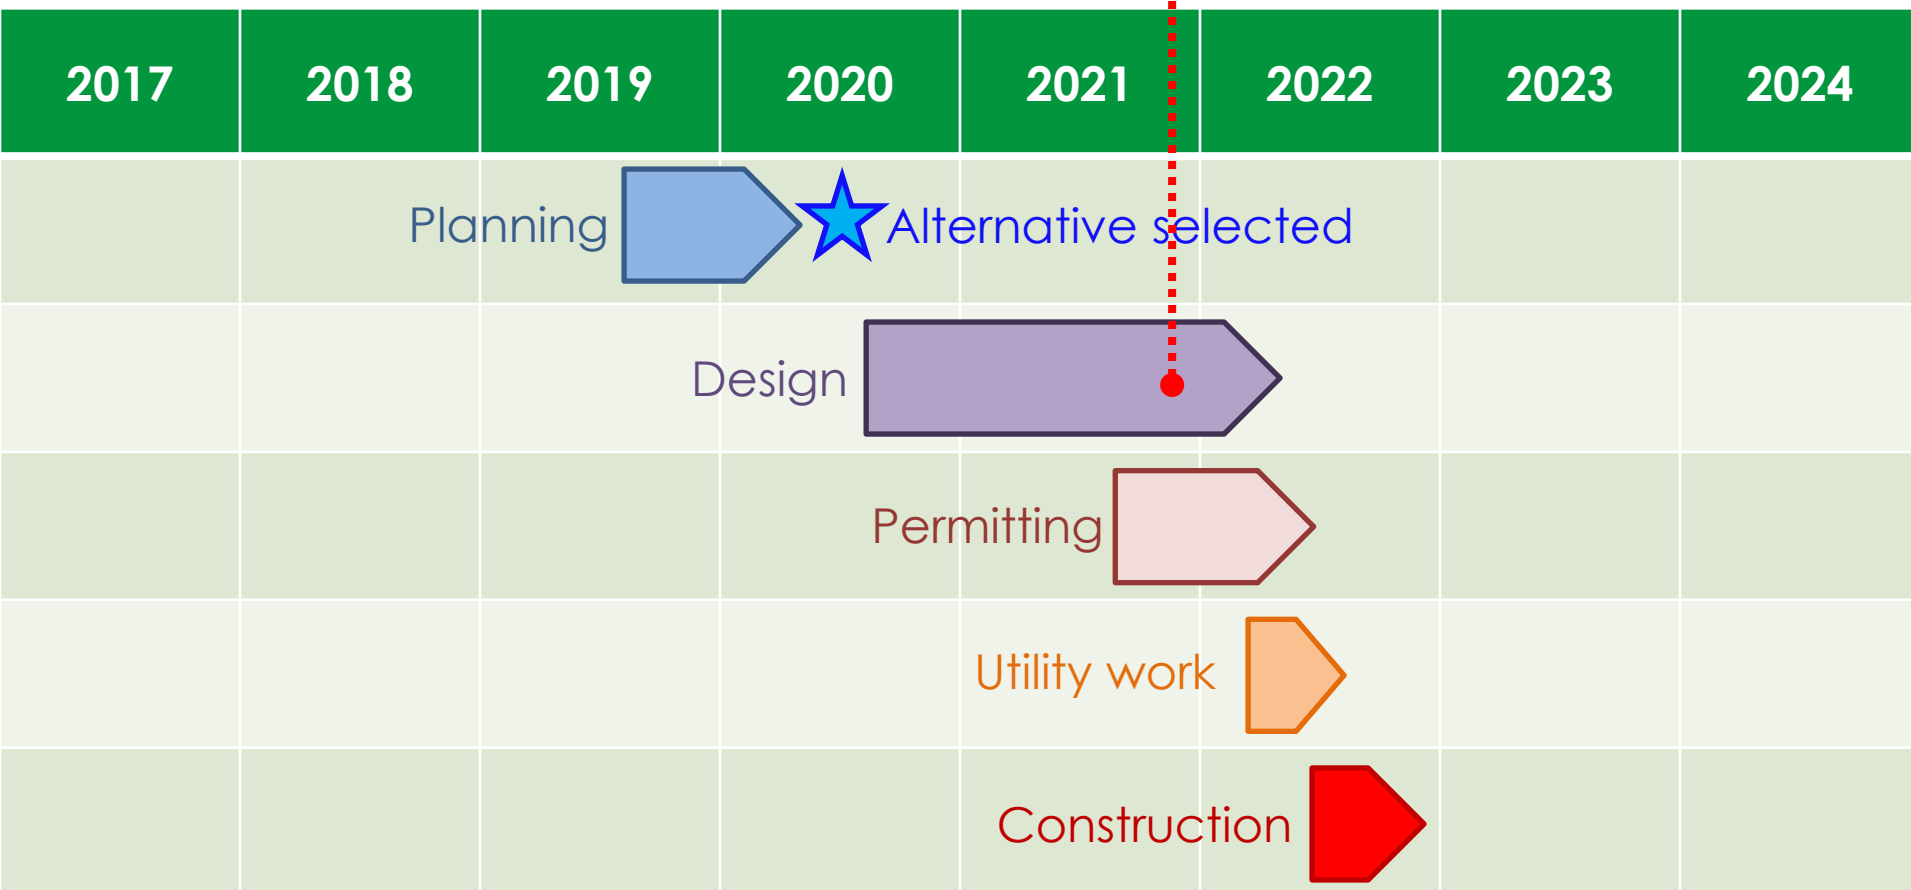 2017 2018 2019 2020 2021 2022 2023 2024
Planning Alternative selected
Design
Permitting
Utility work
Construction